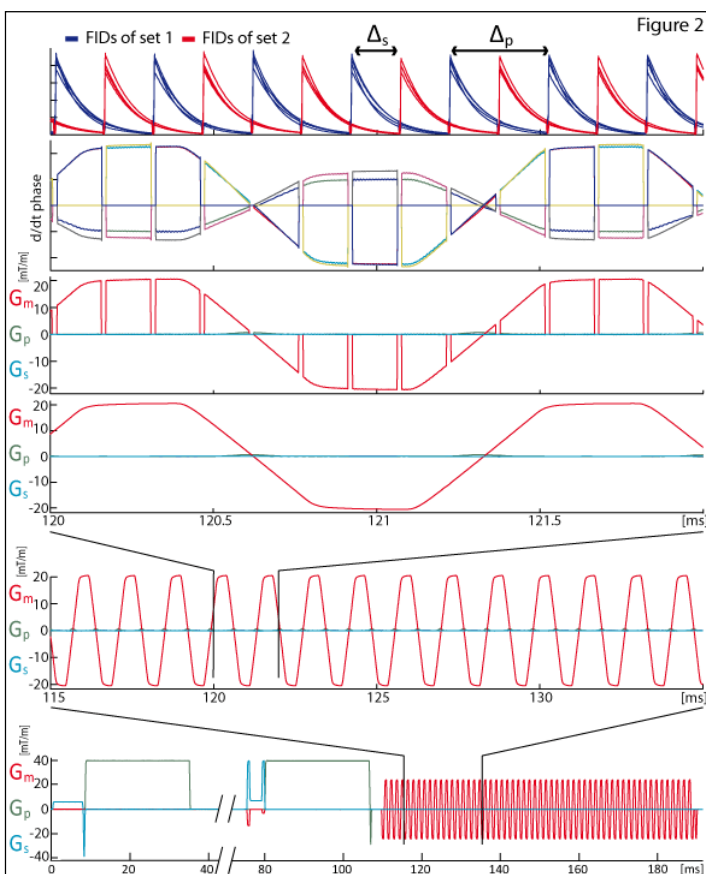 Figure 2
FIDs of set 1 FIDs of set 2 Δs Δp
d/dt phase
[mT/m]
Gm 20
10
Gp 0
Gs -10
-20
Gm 20
10
Gp 0
Gs -10
-20
120 120.5 121 121.5 [ms]
[mT/m]
20
Gm 10
Gp 0
Gs -10
-20
115 120 125 130 [ms]
[mT/m]
40
Gm 20
Gp 0
Gs -20
-40
0 20 40 80 100 120 140 160 180 [ms]